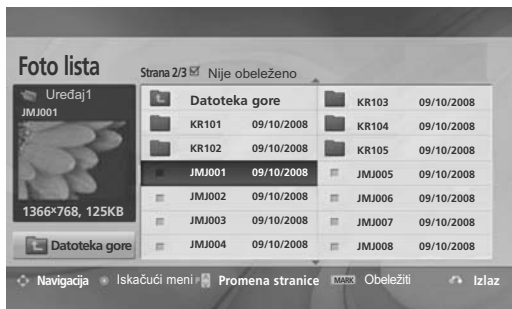 Foto lista
Strana 2/3 Nije obeleženo
Uređaj1
JMJ001
1366x768, 125KB
Datoteka gore
Datoteka gore
KR101 09/10/2008
KR102 09/10/2008
JMJ001 09/10/2008
JMJ002 09/10/2008
JMJ003 09/10/2008
JMJ004 09/10/2008
KR103 09/10/2008
KR104 09/10/2008
KR105 09/10/2008
JMJ005 09/10/2008
JMJ006 09/10/2008
JMJ007 09/10/2008
JMJ008 09/10/2008
Navigacija Iskačući meni Promena stranice MARK Obeležiti Izlaz